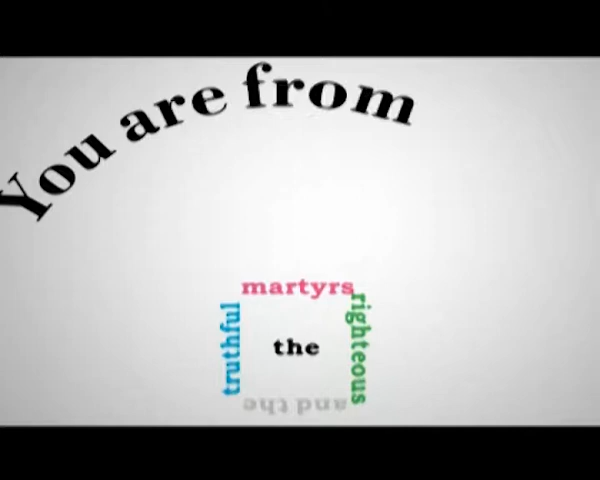 You are from
the
truthful
martyrs
righteous
and the